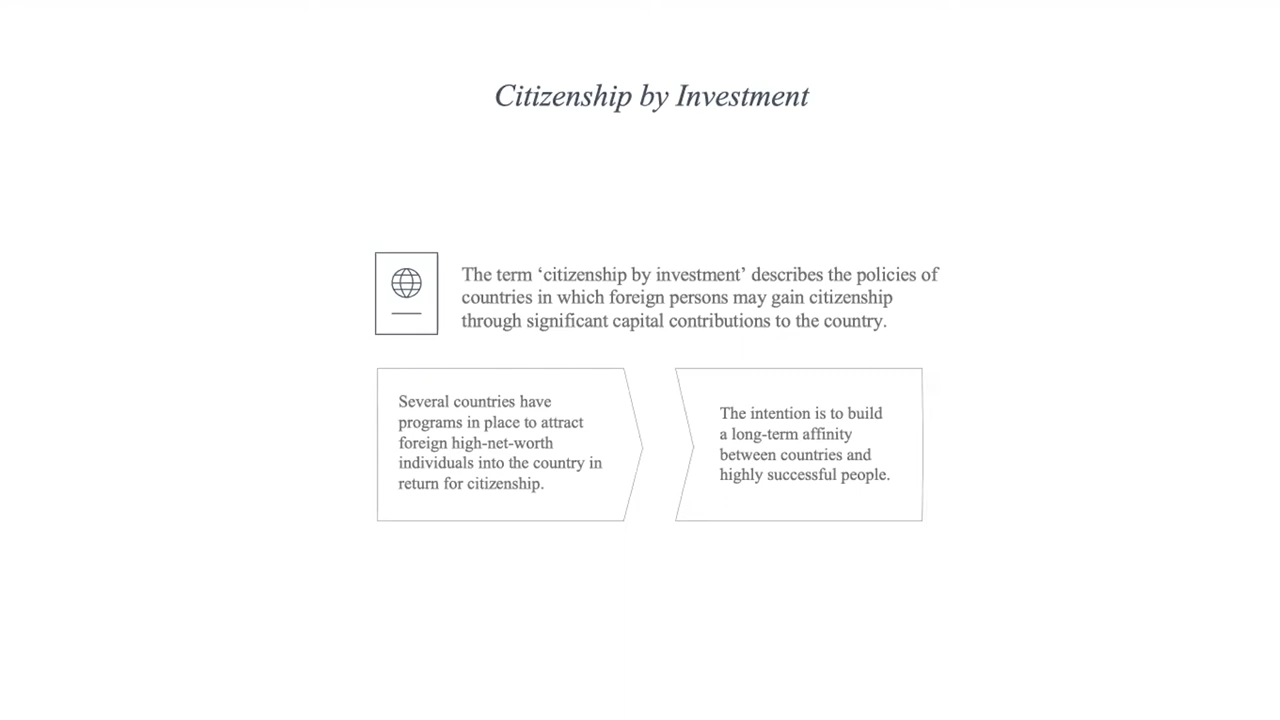 Citizenship by Investment
The term ‘citizenship by investment’ describes the policies of
countries in which foreign persons may gain citizenship
through significant capital contributions to the country.
Several countries have
programs in place to attract
foreign high-net-worth
individuals into the country in
return for citizenship.
The intention is to build
a long-term affinity
between countries and
highly successful people.